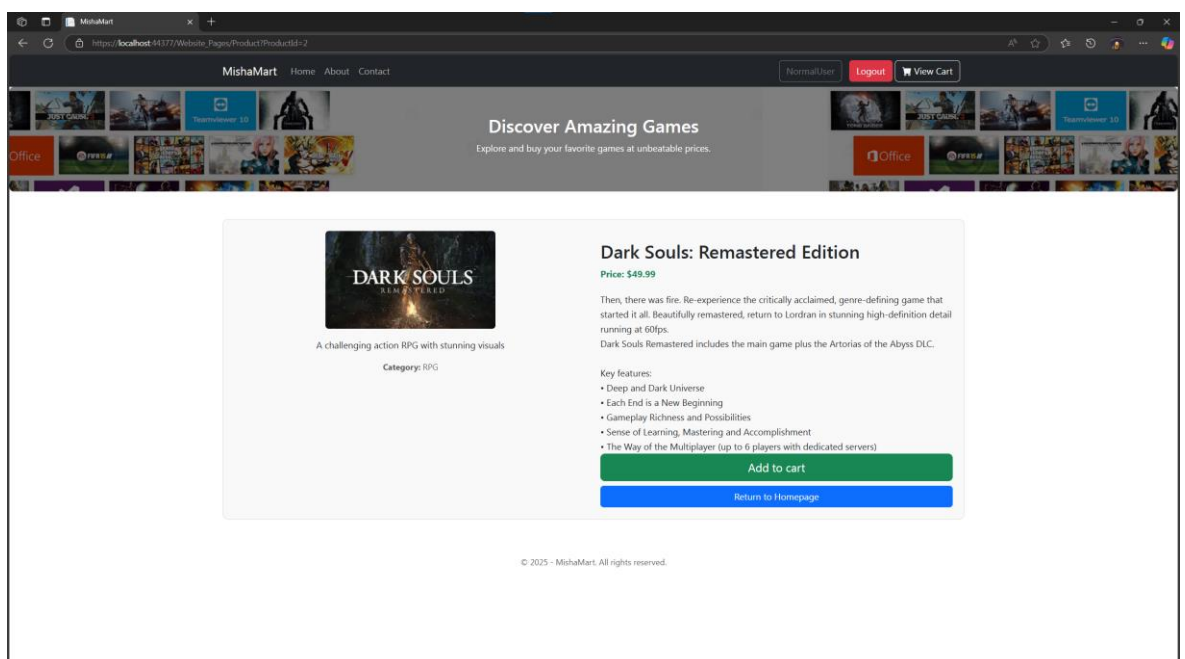 MishaMart
https://localhost:44377/Website_Pages/Product?ProductId=2
MishaMart Home About Contact
NormalUser Logout View Cart
JUST CAUSE
Teamviewer 10
JUST CAUSE
Teamviewer 10
Discover Amazing Games
Explore and buy your favorite games at unbeatable prices.
Office
Office
DARK SOULS
REMASTERED
A challenging action RPG with stunning visuals
Category: RPG
Dark Souls: Remastered Edition
Price: $49.99
Then, there was fire. Re-experience the critically acclaimed, genre-defining game that
started it all. Beautifully remastered, return to Lordran in stunning high-definition detail
running at 60fps.
Dark Souls Remastered includes the main game plus the Artorias of the Abyss DLC.
Key features:
• Deep and Dark Universe
• Each End is a New Beginning
• Gameplay Richness and Possibilities
• Sense of Learning, Mastering and Accomplishment
• The Way of the Multiplayer (up to 6 players with dedicated servers)
Add to cart
Return to Homepage
© 2025 - MishaMart. All rights reserved.